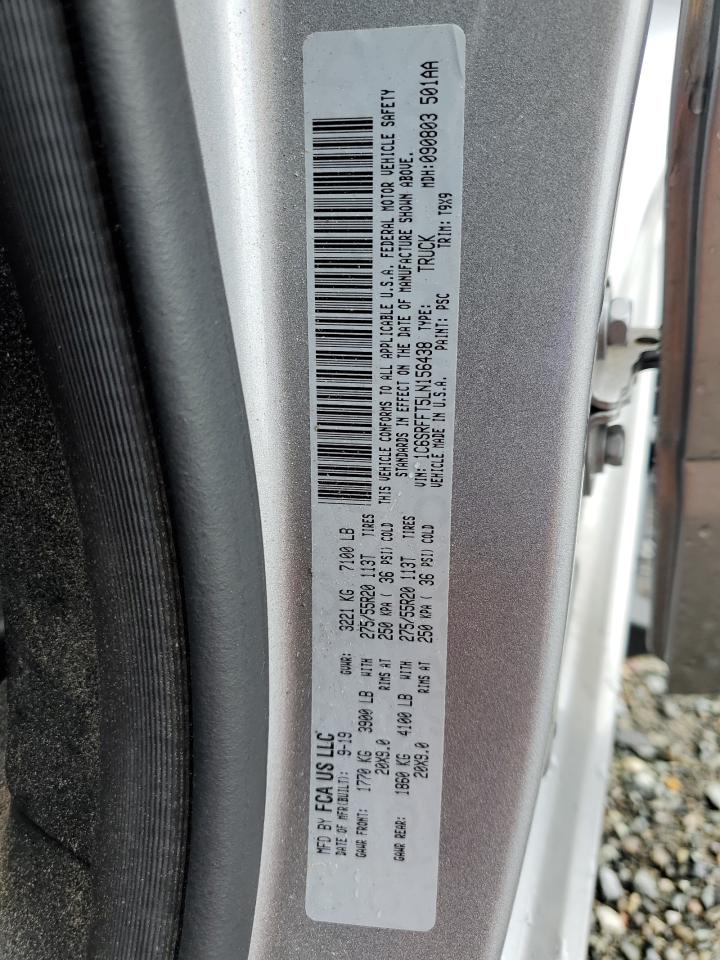 MFD BY FCA US LLC
DATE OF MFR(BUILT): 9-19 GVWR: 3221 KG 7100 LB
GAWR FRONT: 1770 KG 3900 LB WITH 275/55R20 113T TIRES
20X9.0 RIMS AT 250 KPA ( 36 PSI) COLD
GAWR REAR: 1860 KG 4100 LB WITH 275/55R20 113T TIRES
20X9.0 RIMS AT 250 KPA ( 36 PSI) COLD
THIS VEHICLE CONFORMS TO ALL APPLICABLE U.S.A. FEDERAL MOTOR VEHICLE SAFETY
STANDARDS IN EFFECT ON THE DATE OF MANUFACTURE SHOWN ABOVE.
VIN: 1C6SRFFT5LN156438 TYPE: TRUCK MDH:090803 501AA
VEHICLE MADE IN U.S.A. PAINT: PSC TRIM: T9X9